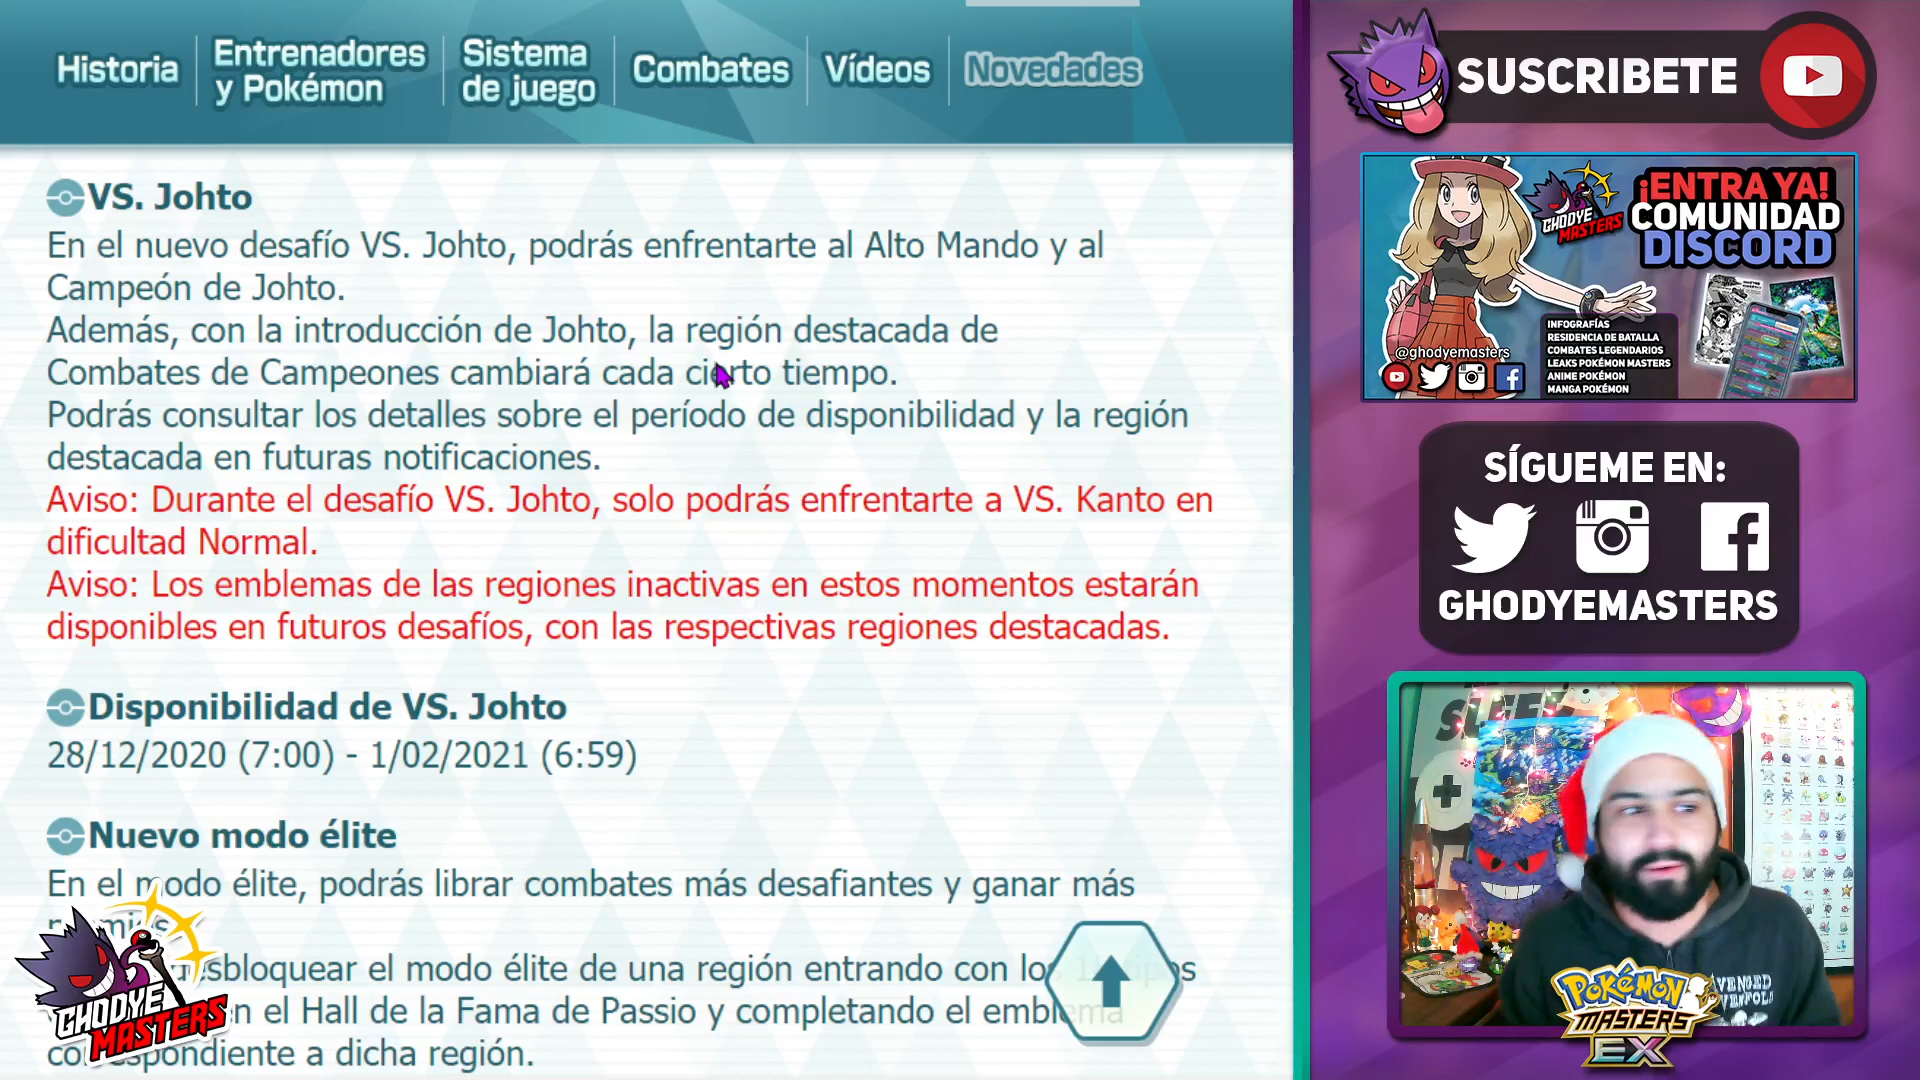 Historia
Entrenadores
y Pokémon
Sistema
de juego
Combates
Vídeos
Novedades
VS. Johto
En el nuevo desafío VS. Johto, podrás enfrentarte al Alto Mando y al
Campeón de Johto.
Además, con la introducción de Johto, la región destacada de
Combates de Campeones cambiará cada cierto tiempo.
Podrás consultar los detalles sobre el período de disponibilidad y la región
destacada en futuras notificaciones.
Aviso: Durante el desafío VS. Johto, solo podrás enfrentarte a VS. Kanto en
dificultad Normal.
Aviso: Los emblemas de las regiones inactivas en estos momentos estarán
disponibles en futuros desafíos, con las respectivas regiones destacadas.
Disponibilidad de VS. Johto
28/12/2020 (7:00) - 1/02/2021 (6:59)
Nuevo modo élite
En el modo élite, podrás librar combates más desafiantes y ganar más
el modo élite de una región entrando con los
en el Hall de la Fama de Passio y completando el emblema
a dicha región.
GHODYE
MASTERS
SUSCRIBETE
GHODYE
MASTERS
¡ENTRA YA!
COMUNIDAD
DISCORD
INFOGRAFÍAS
RESIDENCIA DE BATALLA
COMBATES LEGENDARIOS
LEAKS POKÉMON MASTERS
ANIME POKÉMON
MANGA POKÉMON
@ghodyemasters
SÍGUEME EN:
GHODYEMASTERS
Pokémon
MASTERS
EX